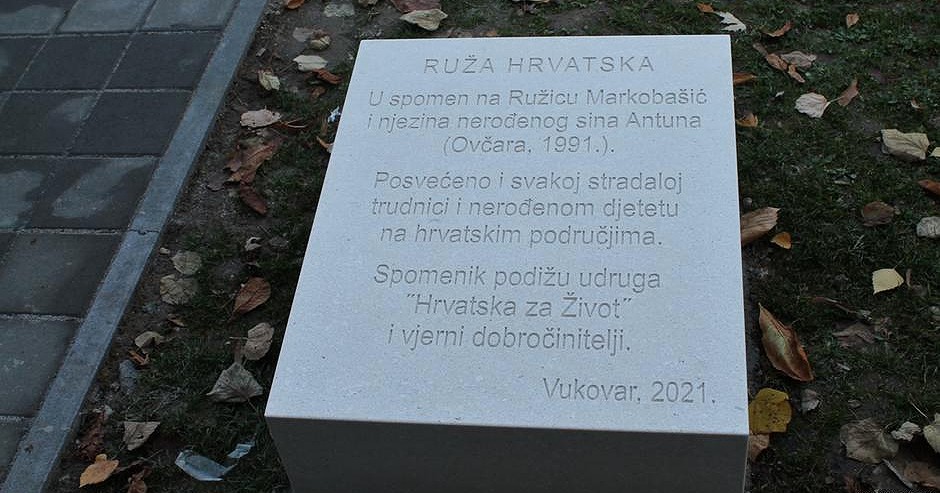 RUŽA HRVATSKA
U spomen na Ružicu Markobašić
i njezina nerođenog sina Antuna
(Ovčara, 1991.).
Posvećeno i svakoj stradaloj
trudnici i nerođenom djetetu
na hrvatskim područjima.
Spomenik podižu udruga
˝Hrvatska za Život˝
i vjerni dobročinitelji.
Vukovar, 2021.